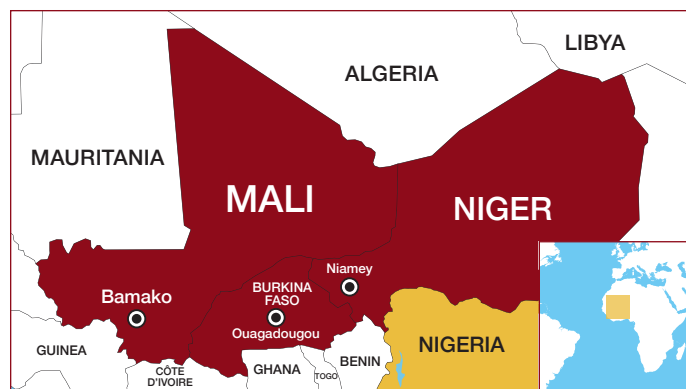 LIBYA
ALGERIA
MAURITANIA
MALI
NIGER
Niamey
BURKINA
FASO
Bamako
Ouagadougou
NIGERIA
GUINEA
BENIN
GHANA
CÔTE
D'IVOIRE
TOGO